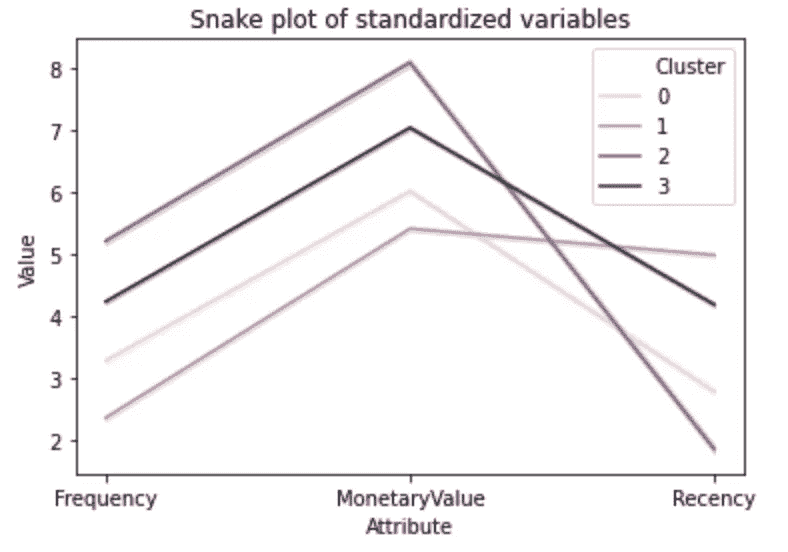 Snake plot of standardized variables
8
7
6
5
4
3
2
Value
Cluster
0
1
2
3
Frequency
MonetaryValue
Recency
Attribute